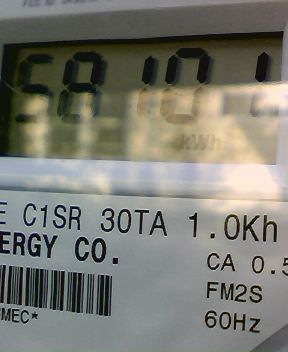 58101
kWh
E C1SR 30TA 1.0Kh
ERGY CO.
CA 0.5
FM2S
MEC*
60Hz